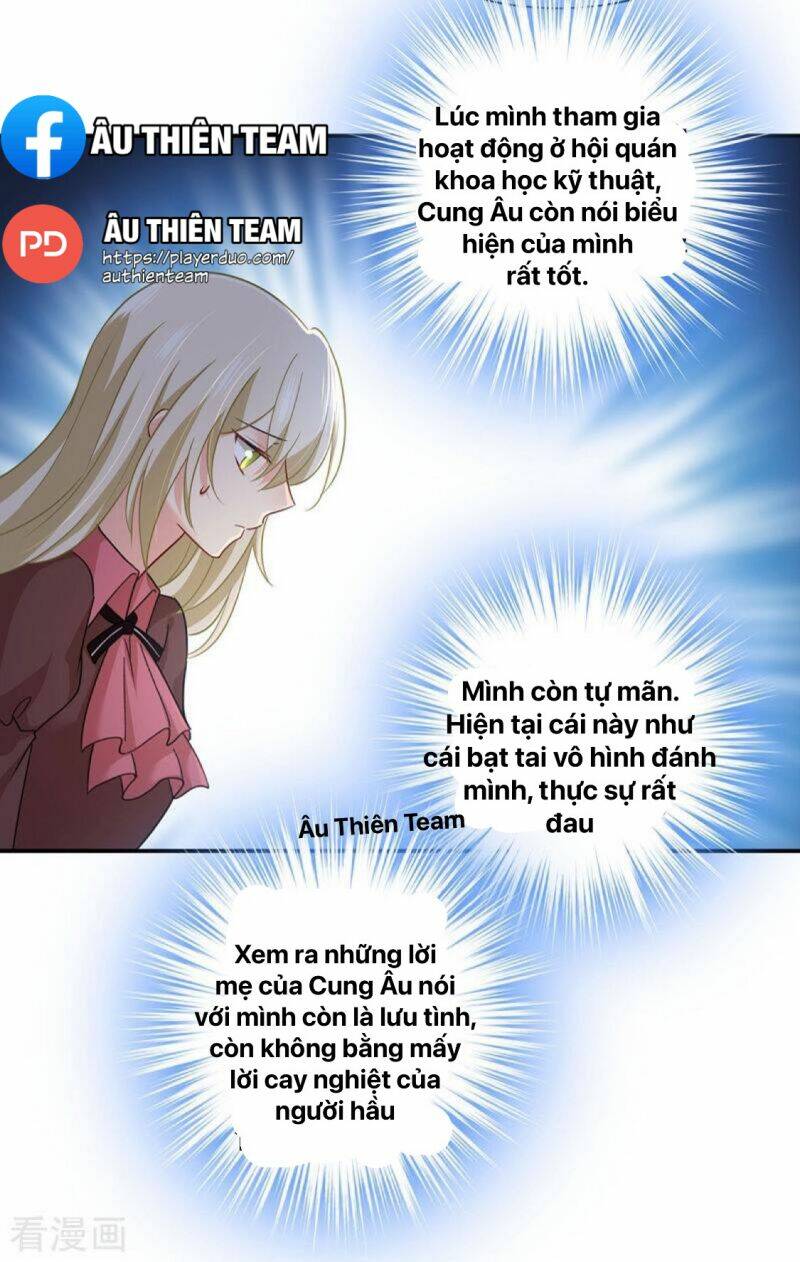 ÂU THIÊN TEAM
PD
ÂU THIÊN TEAM
https://playerduo.com/
authienteam
Lúc mình tham gia
hoạt động ở hội quán
khoa học kỹ thuật,
Cung Âu còn nói biểu
hiện của mình
rất tốt.
Mình còn tự mãn.
Hiện tại cái này như
cái bạt tai vô hình đánh
mình, thực sự rất
đau
Âu Thiên Team
Xem ra những lời
mẹ của Cung Âu nói
với mình còn là lưu tình,
còn không bằng mấy
lời cay nghiệt của
người hầu
看漫画